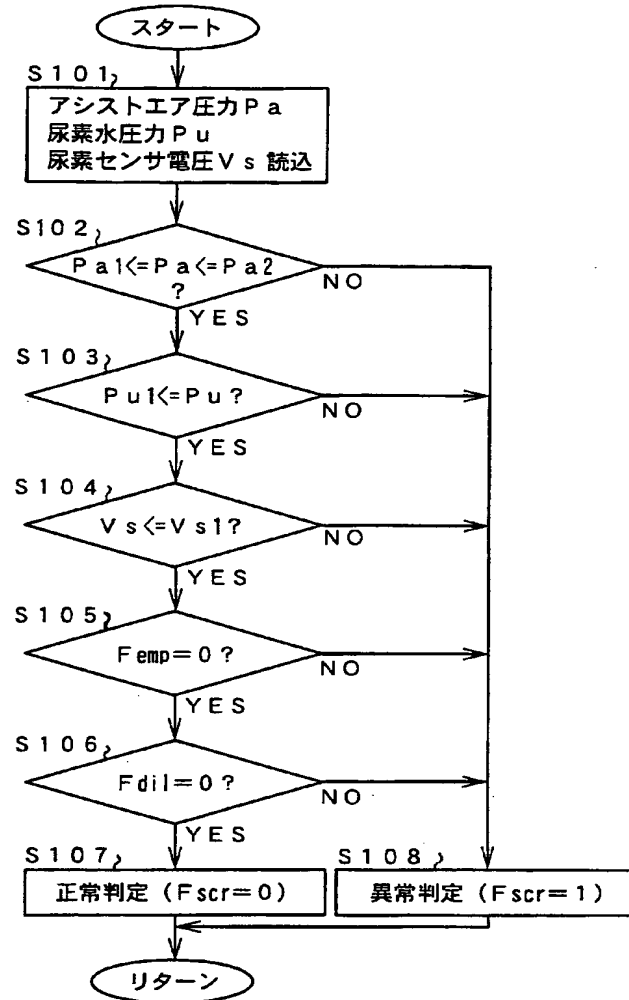 スタート
S101
アシストエア圧力Pa
尿素水圧力Pu
尿素センサ電圧Vs 読込
S102
Pa1<=Pa<=Pa2
?
NO
YES
S103
Pu1<=Pu?
NO
YES
S104
Vs<=Vs1?
NO
YES
S105
Femp=0?
NO
YES
S106
Fdil=0?
NO
YES
S107
正常判定(Fscr=0)
S108
異常判定(Fscr=1)
リターン